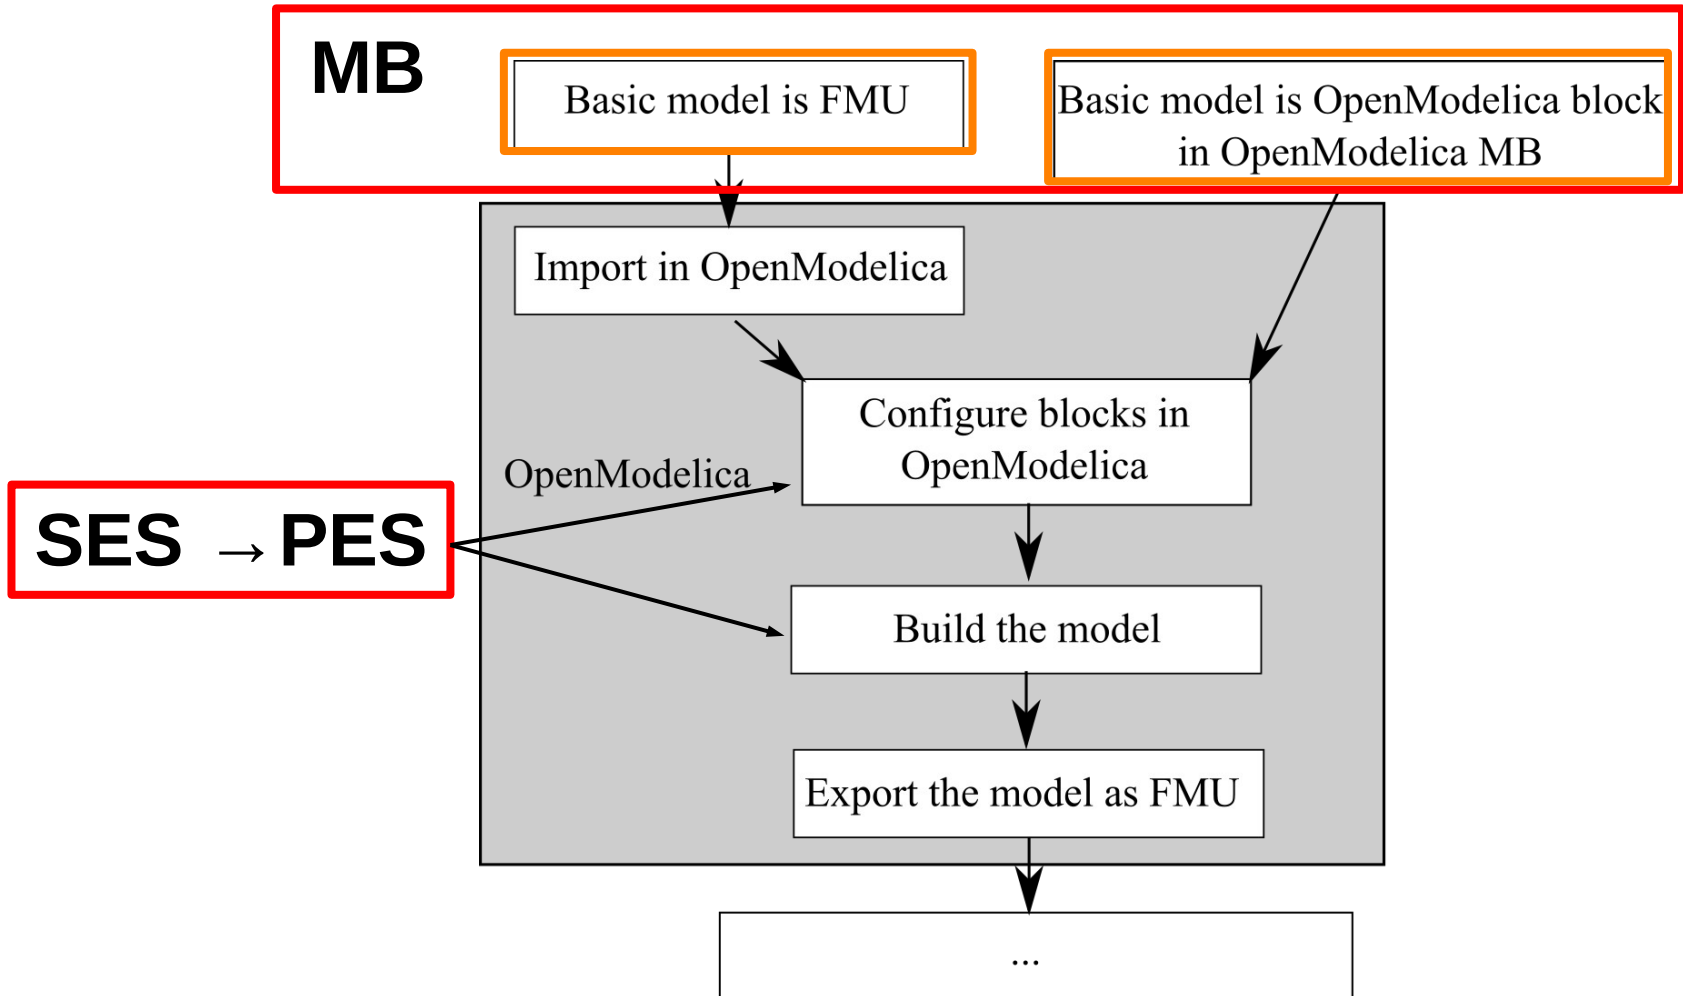 MB
Basic model is FMU
Basic model is OpenModelica block
in OpenModelica MB
Import in OpenModelica
Configure blocks in
OpenModelica
OpenModelica
SES →PES
Build the model
Export the model as FMU
...